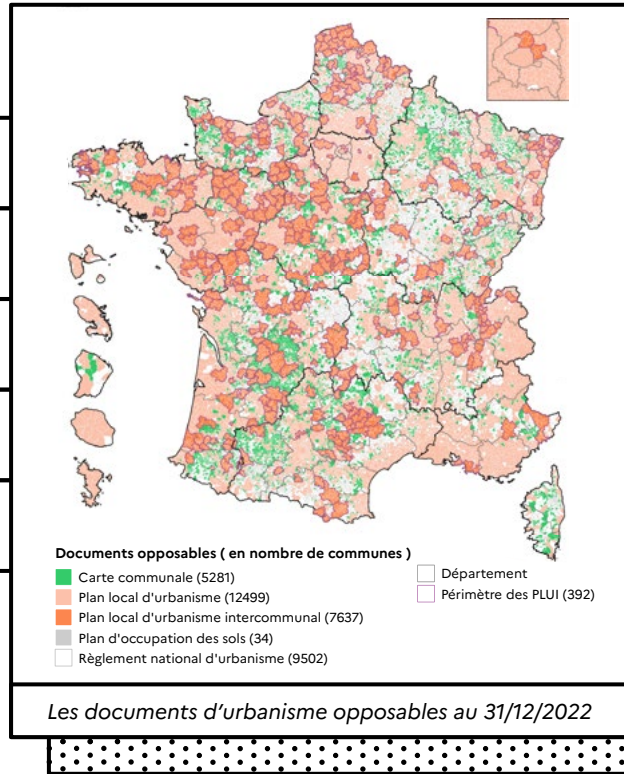 Documents opposables ( en nombre de communes )
Carte communale (5281)
Plan local d'urbanisme (12499)
Plan local d'urbanisme intercommunal (7637)
Plan d'occupation des sols (34)
Règlement national d'urbanisme (9502)
Département
Périmètre des PLUI (392)
Les documents d'urbanisme opposables au 31/12/2022